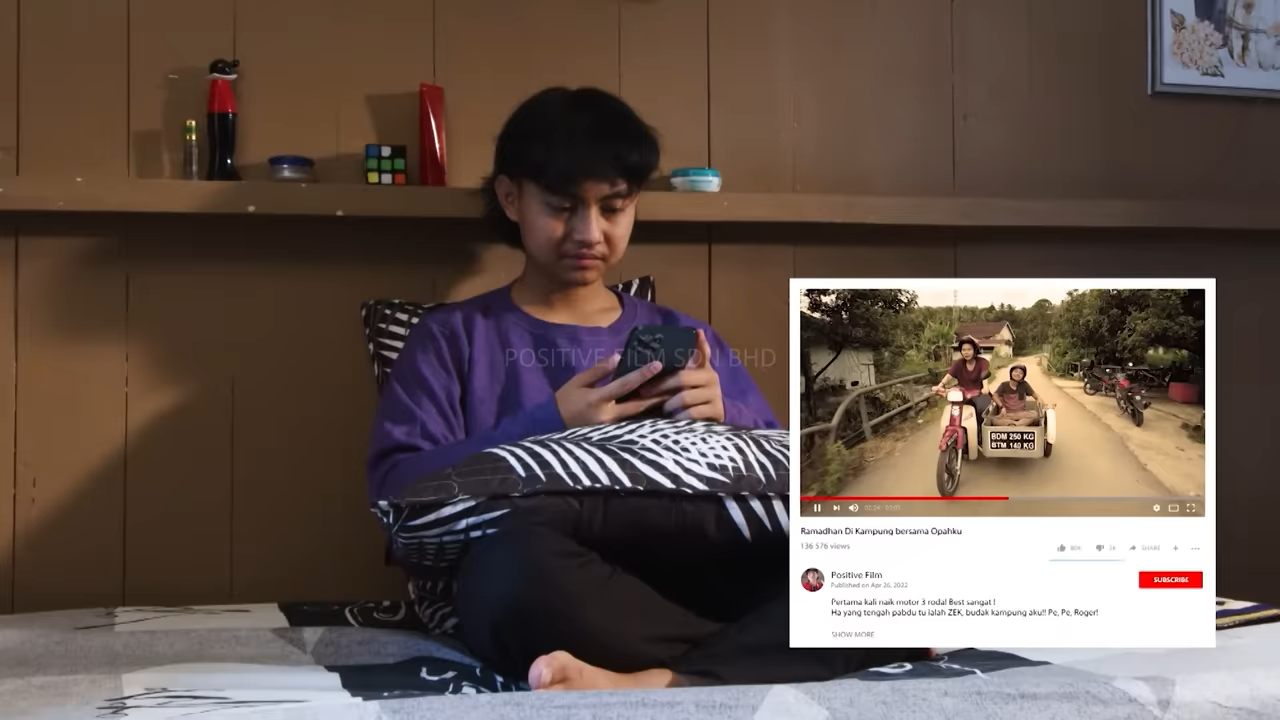 POSITIVE FILM SDN BHD
BDM 250 KG
BTM 140 KG
Ramadhan Di Kampung bersama Opahku
136 576 views
SHARE
Positive Film
Published on Apr 26, 2022
SUBSCRIBE
Pertama kali naik motor 3 roda! Best sangat !
Ha yang tengah pabdu tu ialah ZEK, budak kampung aku!! Pe, Pe, Roger!
SHOW MORE